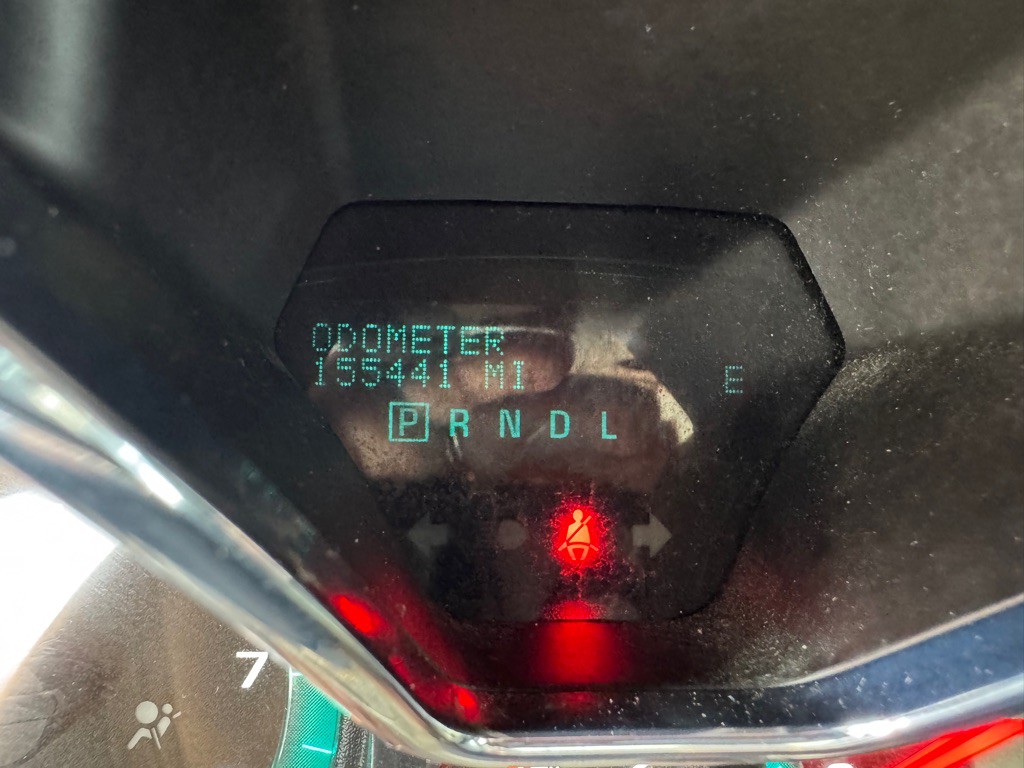 ODOMETER
155441 MI E
P R N D L
7